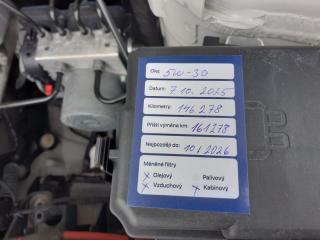 Olej: 5W-30
Datum: 7.10.2025
Kilometry: 146 278
Příští výměna km: 161278
Nejpozději do: 10/2026
Měněné filtry
x Olejový Palivový
x Vzduchový x Kabinový